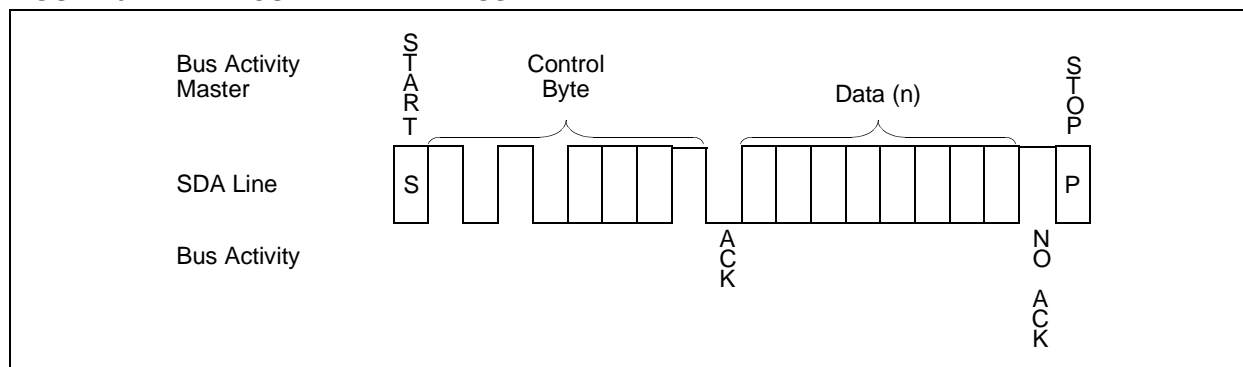 Bus Activity
Master
START
Control
Byte
Data (n)
STOP
SDA Line
S
P
Bus Activity
ACK
NO ACK